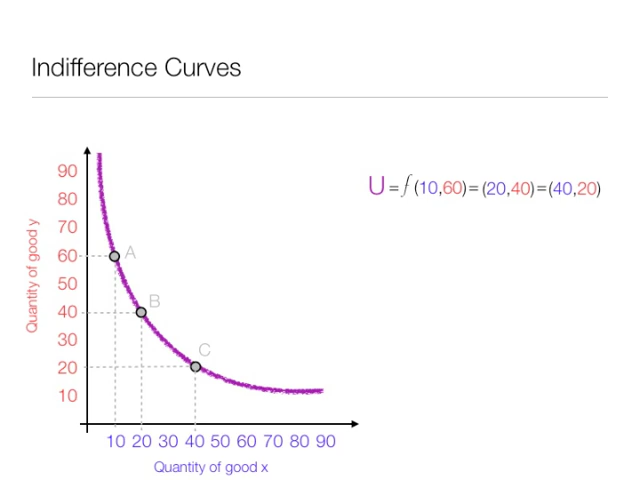 Indifference Curves
U = f (10,60)= (20,40)=(40,20)
90
80
70
60
50
40
30
20
10
Quantity of good y
A
B
C
10 20 30 40 50 60 70 80 90
Quantity of good x